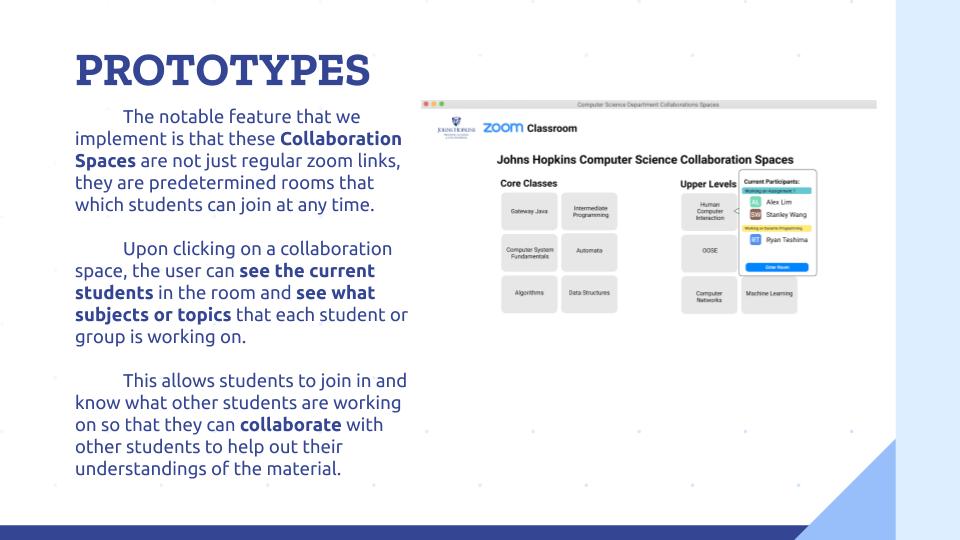 PROTOTYPES
The notable feature that we
implement is that these Collaboration
Spaces are not just regular zoom links,
they are predetermined rooms that
which students can join at any time.
Upon clicking on a collaboration
space, the user can see the current
students in the room and see what
subjects or topics that each student or
group is working on.
This allows students to join in and
know what other students are working
on so that they can collaborate with
other students to help out their
understandings of the material.
Computer Science Department Collaborations Spaces
JOHNS HOPKINS
zoom Classroom
Johns Hopkins Computer Science Collaboration Spaces
Core Classes
Gateway Java
Intermediate
Programming
Computer System
Fundamentals
Automata
Algorithms
Data Structures
Upper Levels
Human
Computer
Interaction
OOSE
Computer
Networks
Machine Learning
Current Participants:
Working on Assignment 1
AL Alex Lim
SW Stanley Wang
Working on Dynamic Programming
RT Ryan Teshima
Enter Room